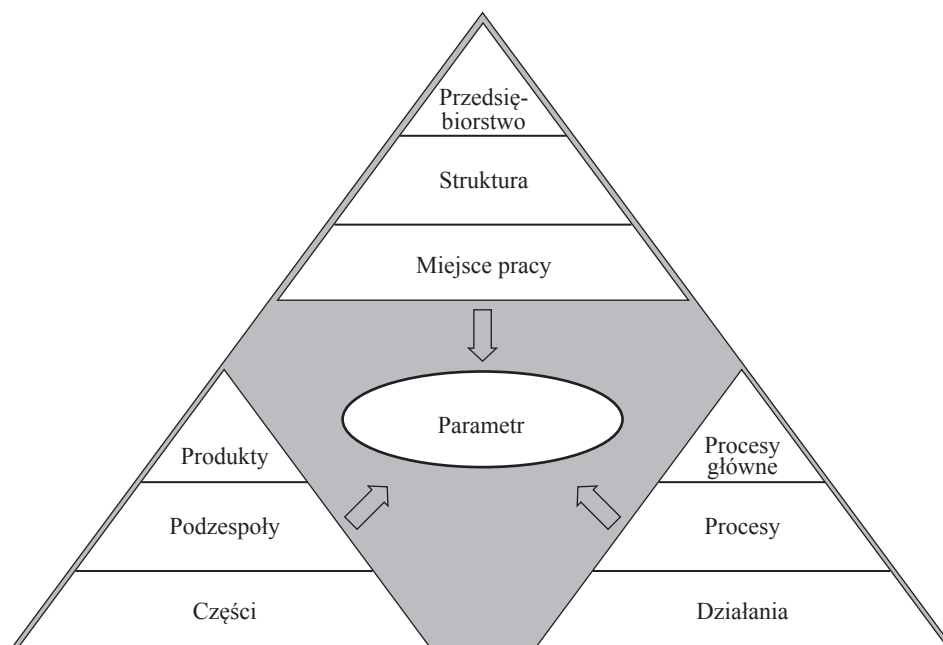 Przedsię-
biorstwo
Struktura
Miejsce pracy
Parametr
Produkty
Podzespoły
Części
Procesy
główne
Procesy
Działania